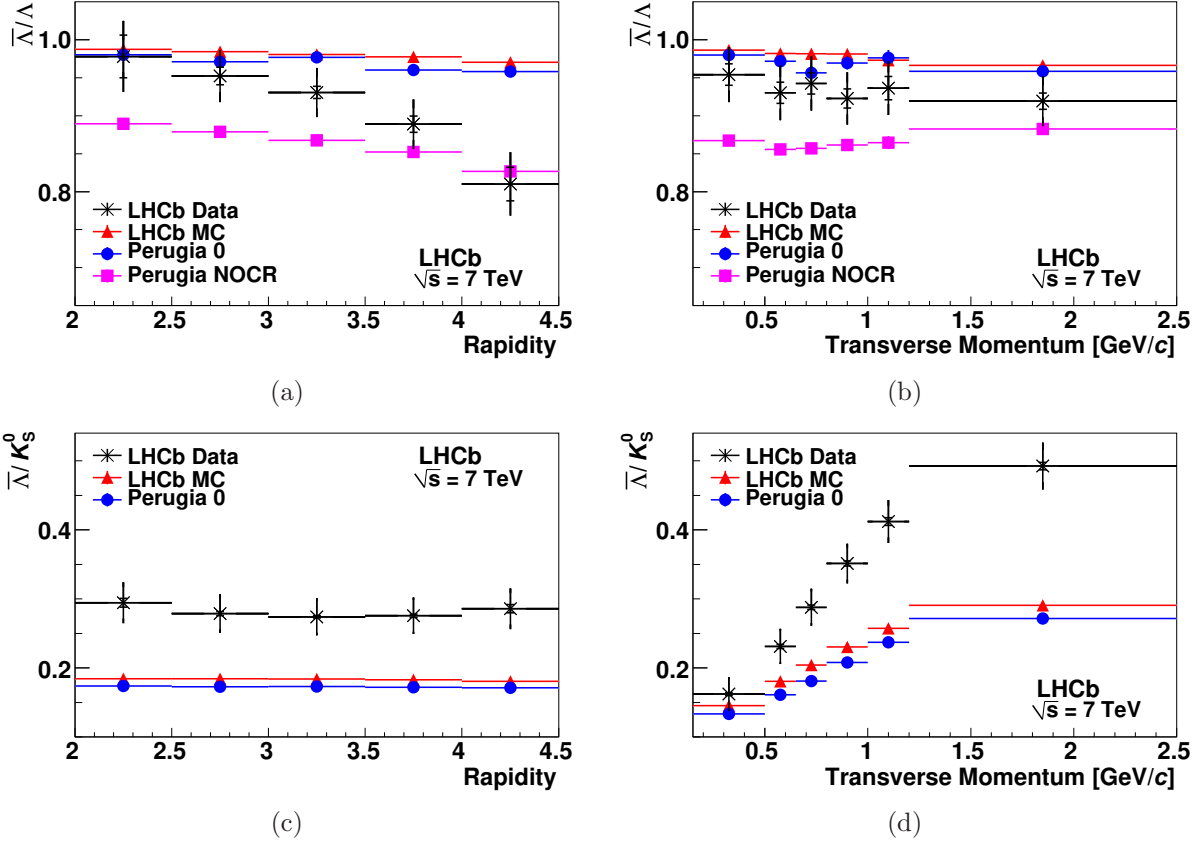 Λ̅/Λ
1.0
0.8
LHCb Data
LHCb MC
Perugia 0
Perugia NOCR
LHCb
√s = 7 TeV
2 2.5 3 3.5 4 4.5
Rapidity
(a)
Λ̅/Λ
1.0
0.8
LHCb Data
LHCb MC
Perugia 0
Perugia NOCR
LHCb
√s = 7 TeV
0.5 1 1.5 2 2.5
Transverse Momentum [GeV/c]
(b)
Λ̅/K⁰S
0.4
0.2
LHCb Data
LHCb MC
Perugia 0
LHCb
√s = 7 TeV
2 2.5 3 3.5 4 4.5
Rapidity
(c)
Λ̅/K⁰S
0.4
0.2
LHCb Data
LHCb MC
Perugia 0
LHCb
√s = 7 TeV
0.5 1 1.5 2 2.5
Transverse Momentum [GeV/c]
(d)